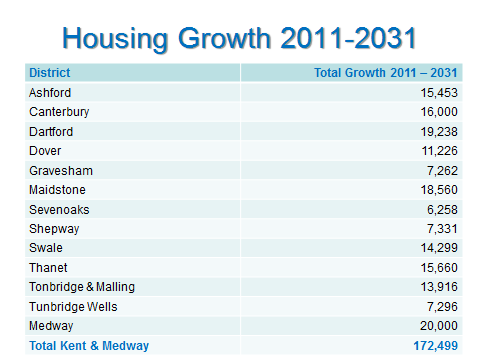 Housing Growth 2011-2031
District Total Growth 2011 – 2031
Ashford 15,453
Canterbury 16,000
Dartford 19,238
Dover 11,226
Gravesham 7,262
Maidstone 18,560
Sevenoaks 6,258
Shepway 7,331
Swale 14,299
Thanet 15,660
Tonbridge & Malling 13,916
Tunbridge Wells 7,296
Medway 20,000
Total Kent & Medway 172,499